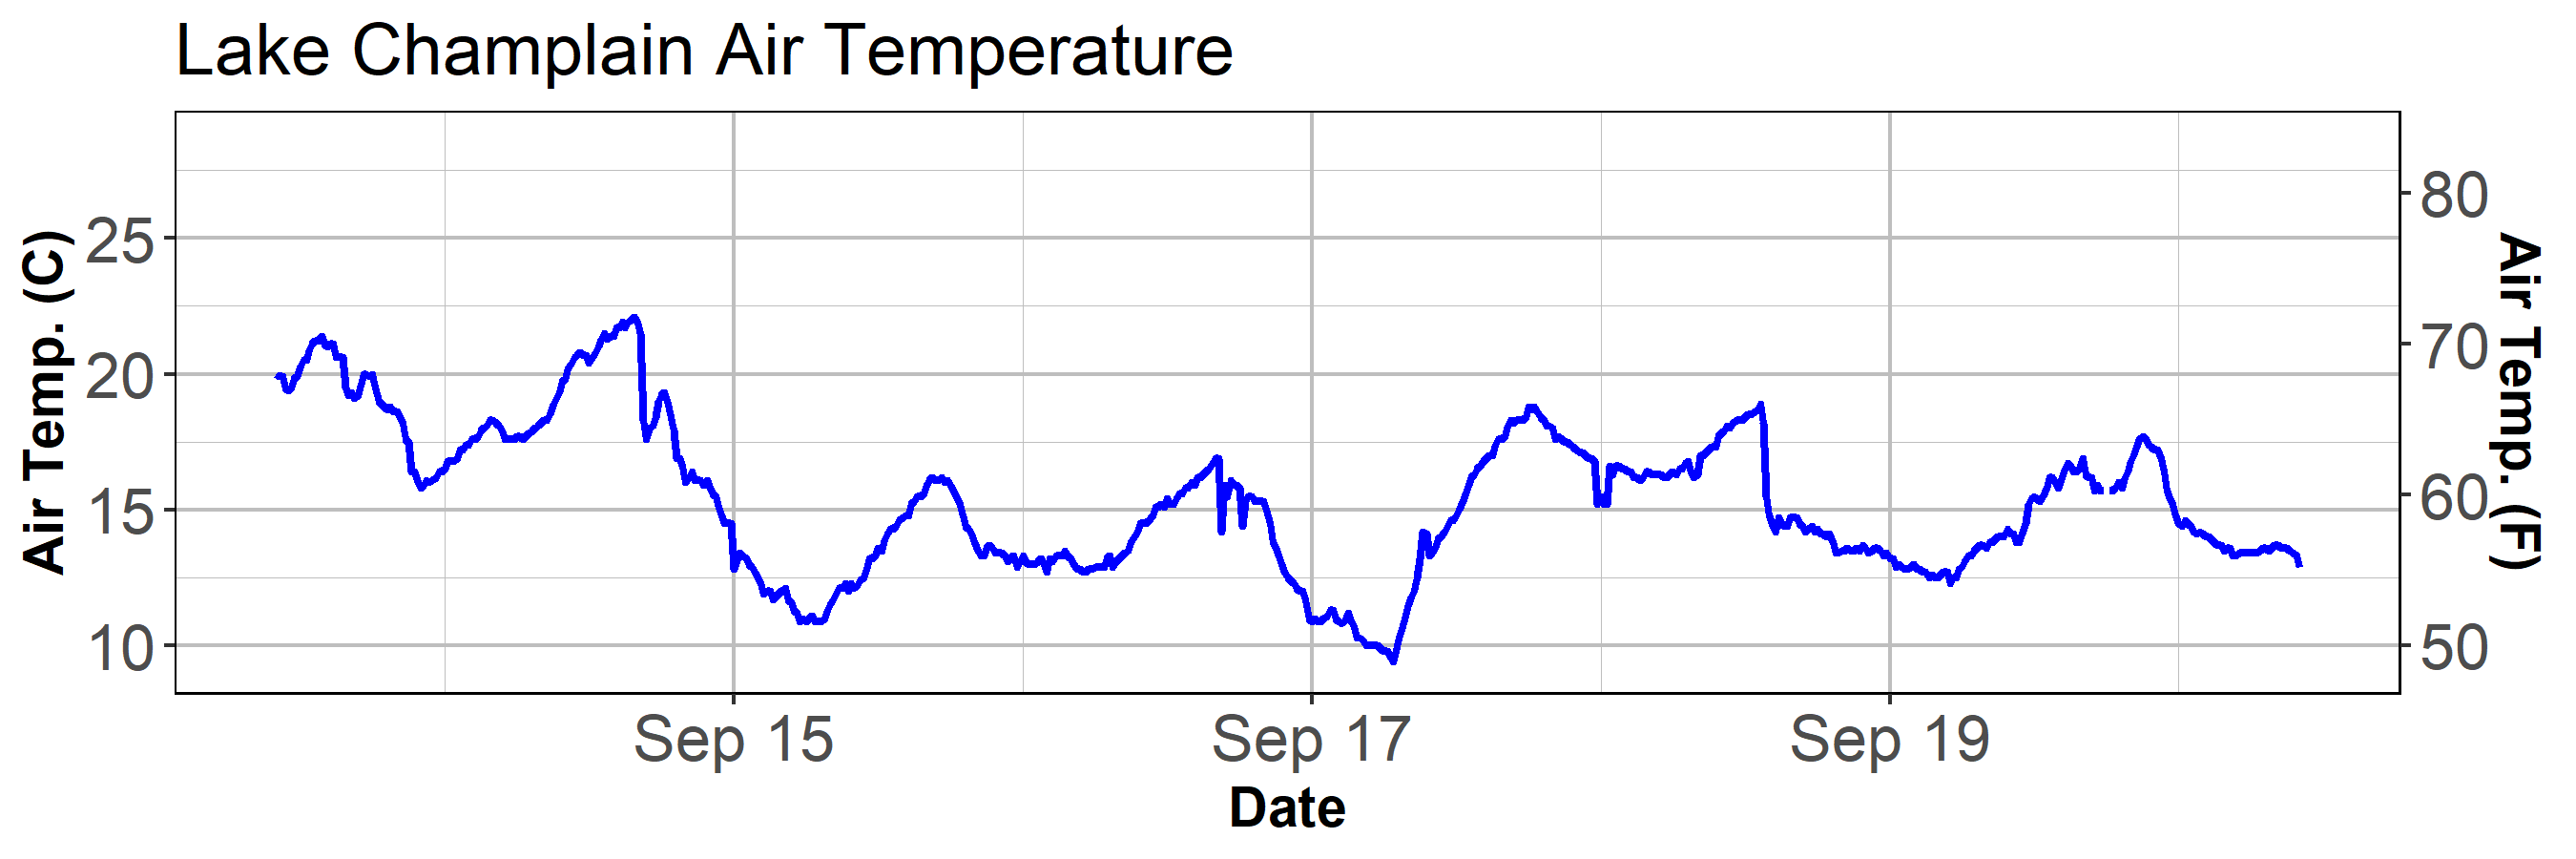 Lake Champlain Air Temperature
Air Temp. (C)
25
20
15
10
80
70
60
50
Air Temp. (F)
Sep 15
Sep 17
Sep 19
Date